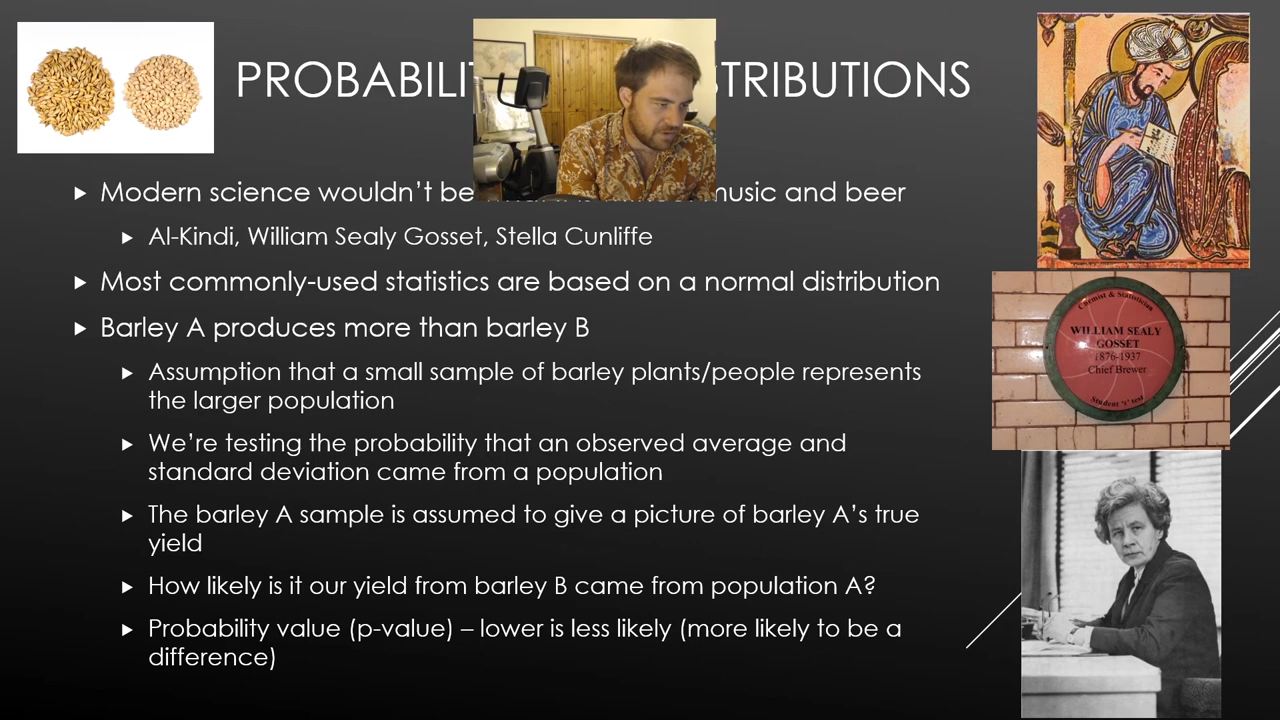 PROBABILIT STRIBUTIONS
Modern science wouldn't be music and beer
Al-Kindi, William Sealy Gosset, Stella Cunliffe
Most commonly-used statistics are based on a normal distribution
Barley A produces more than barley B
Assumption that a small sample of barley plants/people represents
the larger population
We're testing the probability that an observed average and
standard deviation came from a population
The barley A sample is assumed to give a picture of barley A's true
yield
How likely is it our yield from barley B came from population A?
Probability value (p-value) – lower is less likely (more likely to be a
difference)
Chemist & Statistician
WILLIAM SEALY
GOSSET
1876-1937
Chief Brewer
Student 't' test